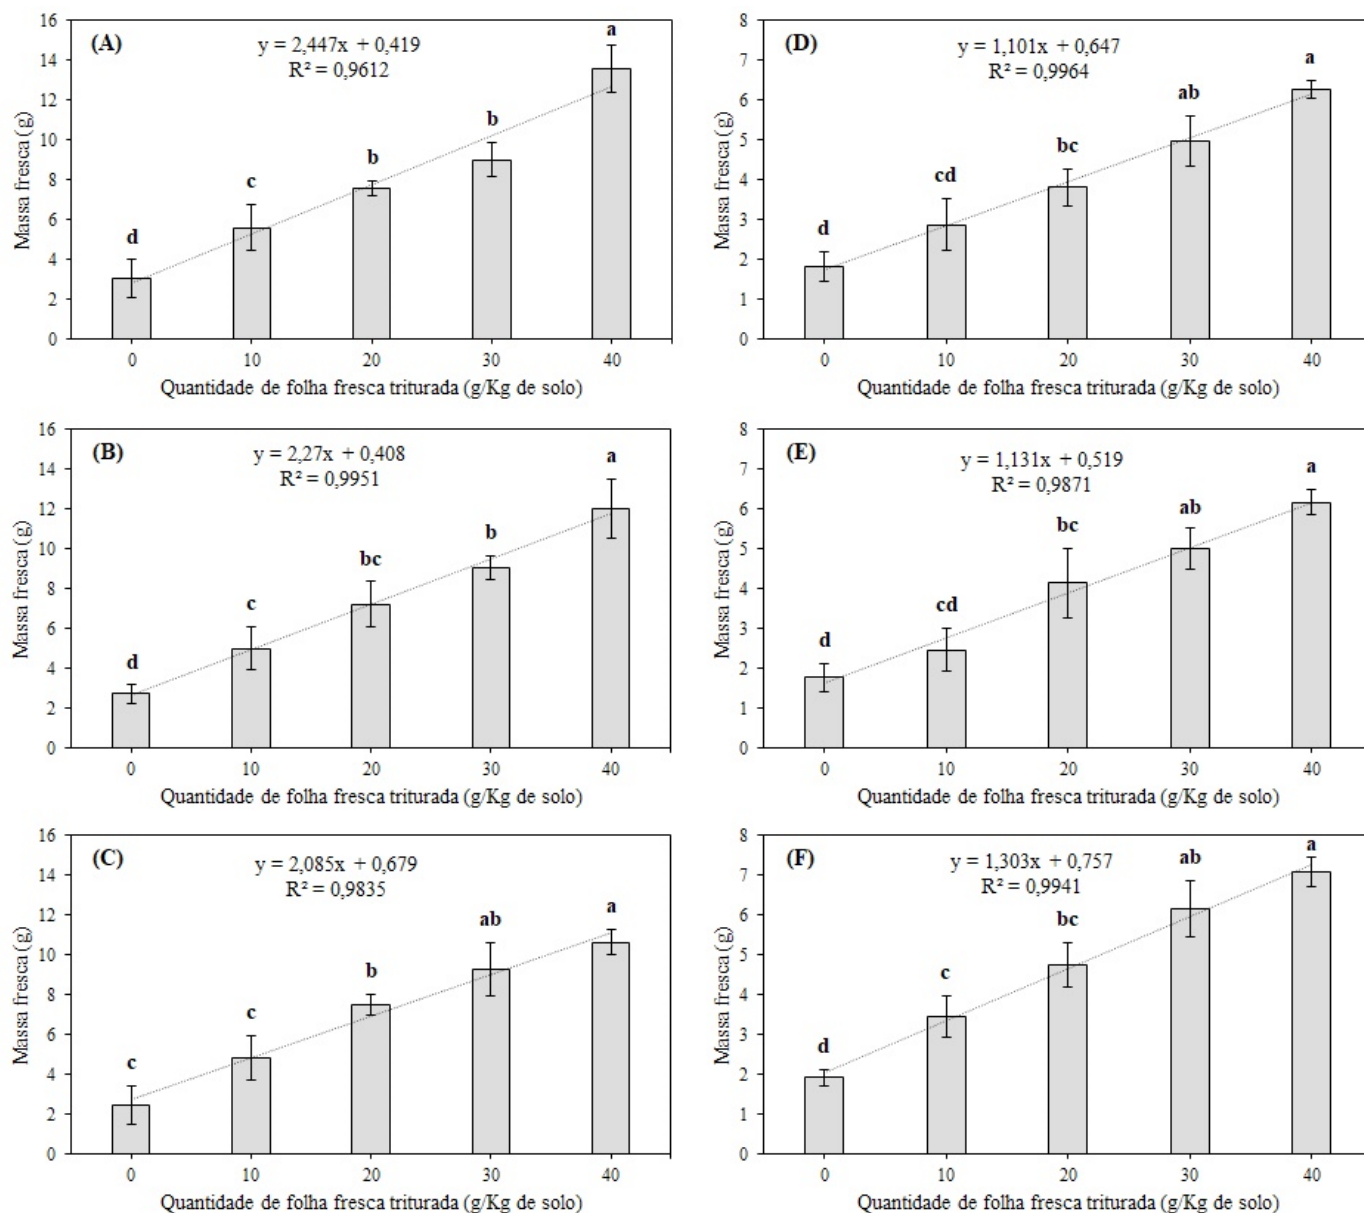 (A)
y = 2,447x + 0,419
R² = 0,9612
Massa fresca (g)
16
14
12
10
8
6
4
2
0
d
c
b
b
a
0 10 20 30 40
Quantidade de folha fresca triturada (g/Kg de solo)
(D)
y = 1,101x + 0,647
R² = 0,9964
Massa fresca (g)
8
7
6
5
4
3
2
1
0
d
cd
bc
ab
a
0 10 20 30 40
Quantidade de folha fresca triturada (g/Kg de solo)
(B)
y = 2,27x + 0,408
R² = 0,9951
Massa fresca (g)
16
14
12
10
8
6
4
2
0
d
c
bc
b
a
0 10 20 30 40
Quantidade de folha fresca triturada (g/Kg de solo)
(E)
y = 1,131x + 0,519
R² = 0,9871
Massa fresca (g)
8
7
6
5
4
3
2
1
0
d
cd
bc
ab
a
0 10 20 30 40
Quantidade de folha fresca triturada (g/Kg de solo)
(C)
y = 2,085x + 0,679
R² = 0,9835
Massa fresca (g)
16
14
12
10
8
6
4
2
0
c
c
b
ab
a
0 10 20 30 40
Quantidade de folha fresca triturada (g/Kg de solo)
(F)
y = 1,303x + 0,757
R² = 0,9941
Massa fresca (g)
8
7
6
5
4
3
2
1
0
d
c
bc
ab
a
0 10 20 30 40
Quantidade de folha fresca triturada (g/Kg de solo)